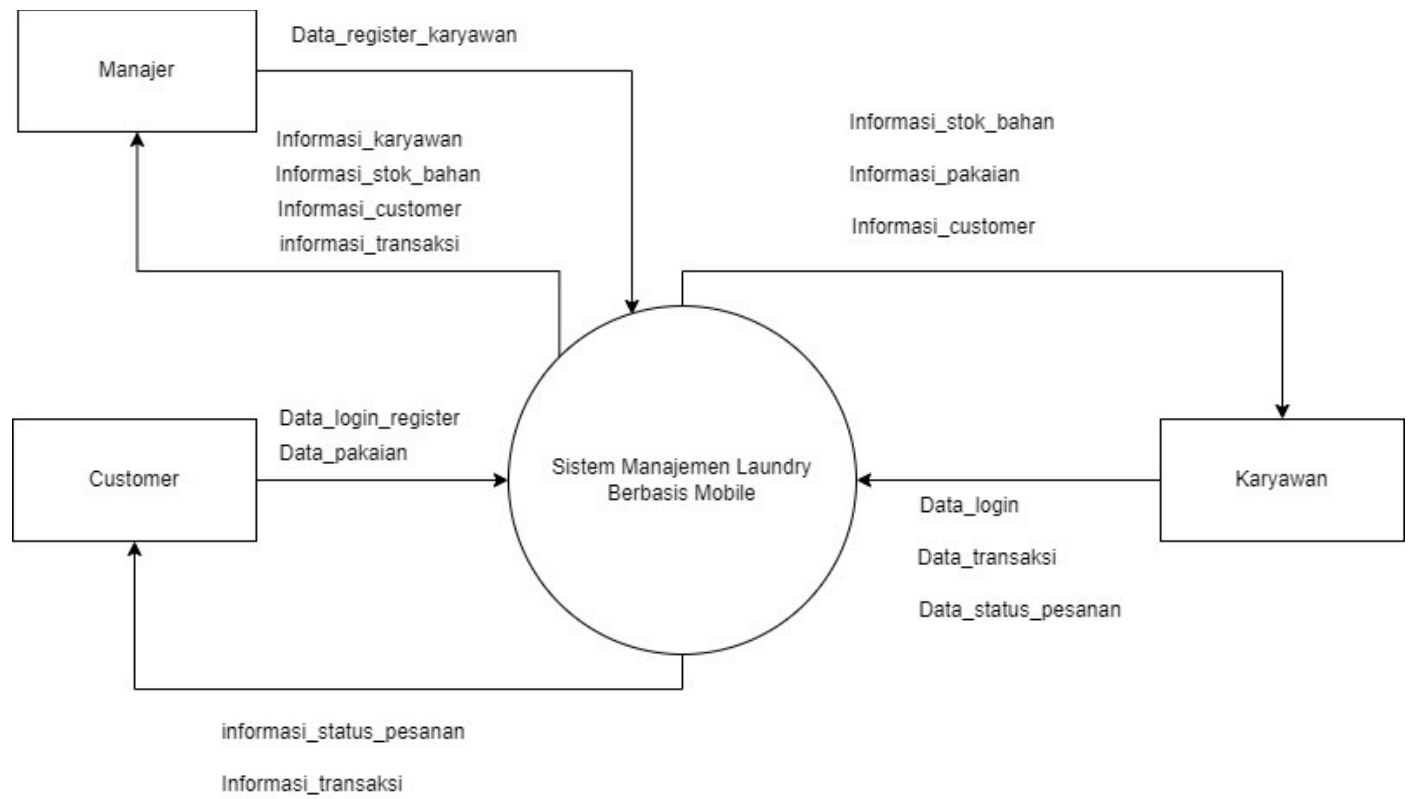 Data_register_karyawan
Manajer
Informasi_karyawan
Informasi_stok_bahan
Informasi_customer
informasi_transaksi
Informasi_stok_bahan
Informasi_pakaian
Informasi_customer
Data_login_register
Data_pakaian
Customer
Sistem Manajemen Laundry
Berbasis Mobile
Karyawan
Data_login
Data_transaksi
Data_status_pesanan
informasi_status_pesanan
Informasi_transaksi